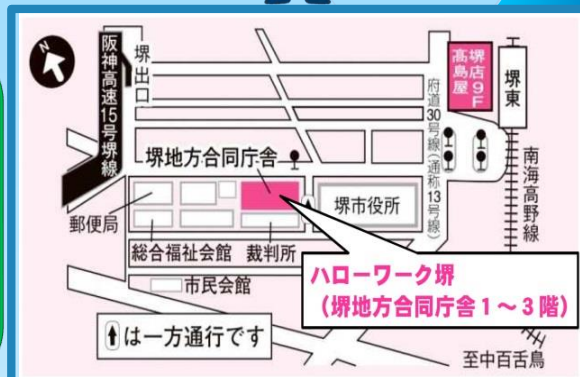 N
阪神高速15号堺線
堺出口
府道30号線(通称13号線)
堺店9F
高島屋
堺東
南海高野線
堺地方合同庁舎
堺市役所
郵便局
総合福祉会館
裁判所
市民会館
ハローワーク堺
(堺地方合同庁舎1～3階)
は一方通行です
至中百舌鳥